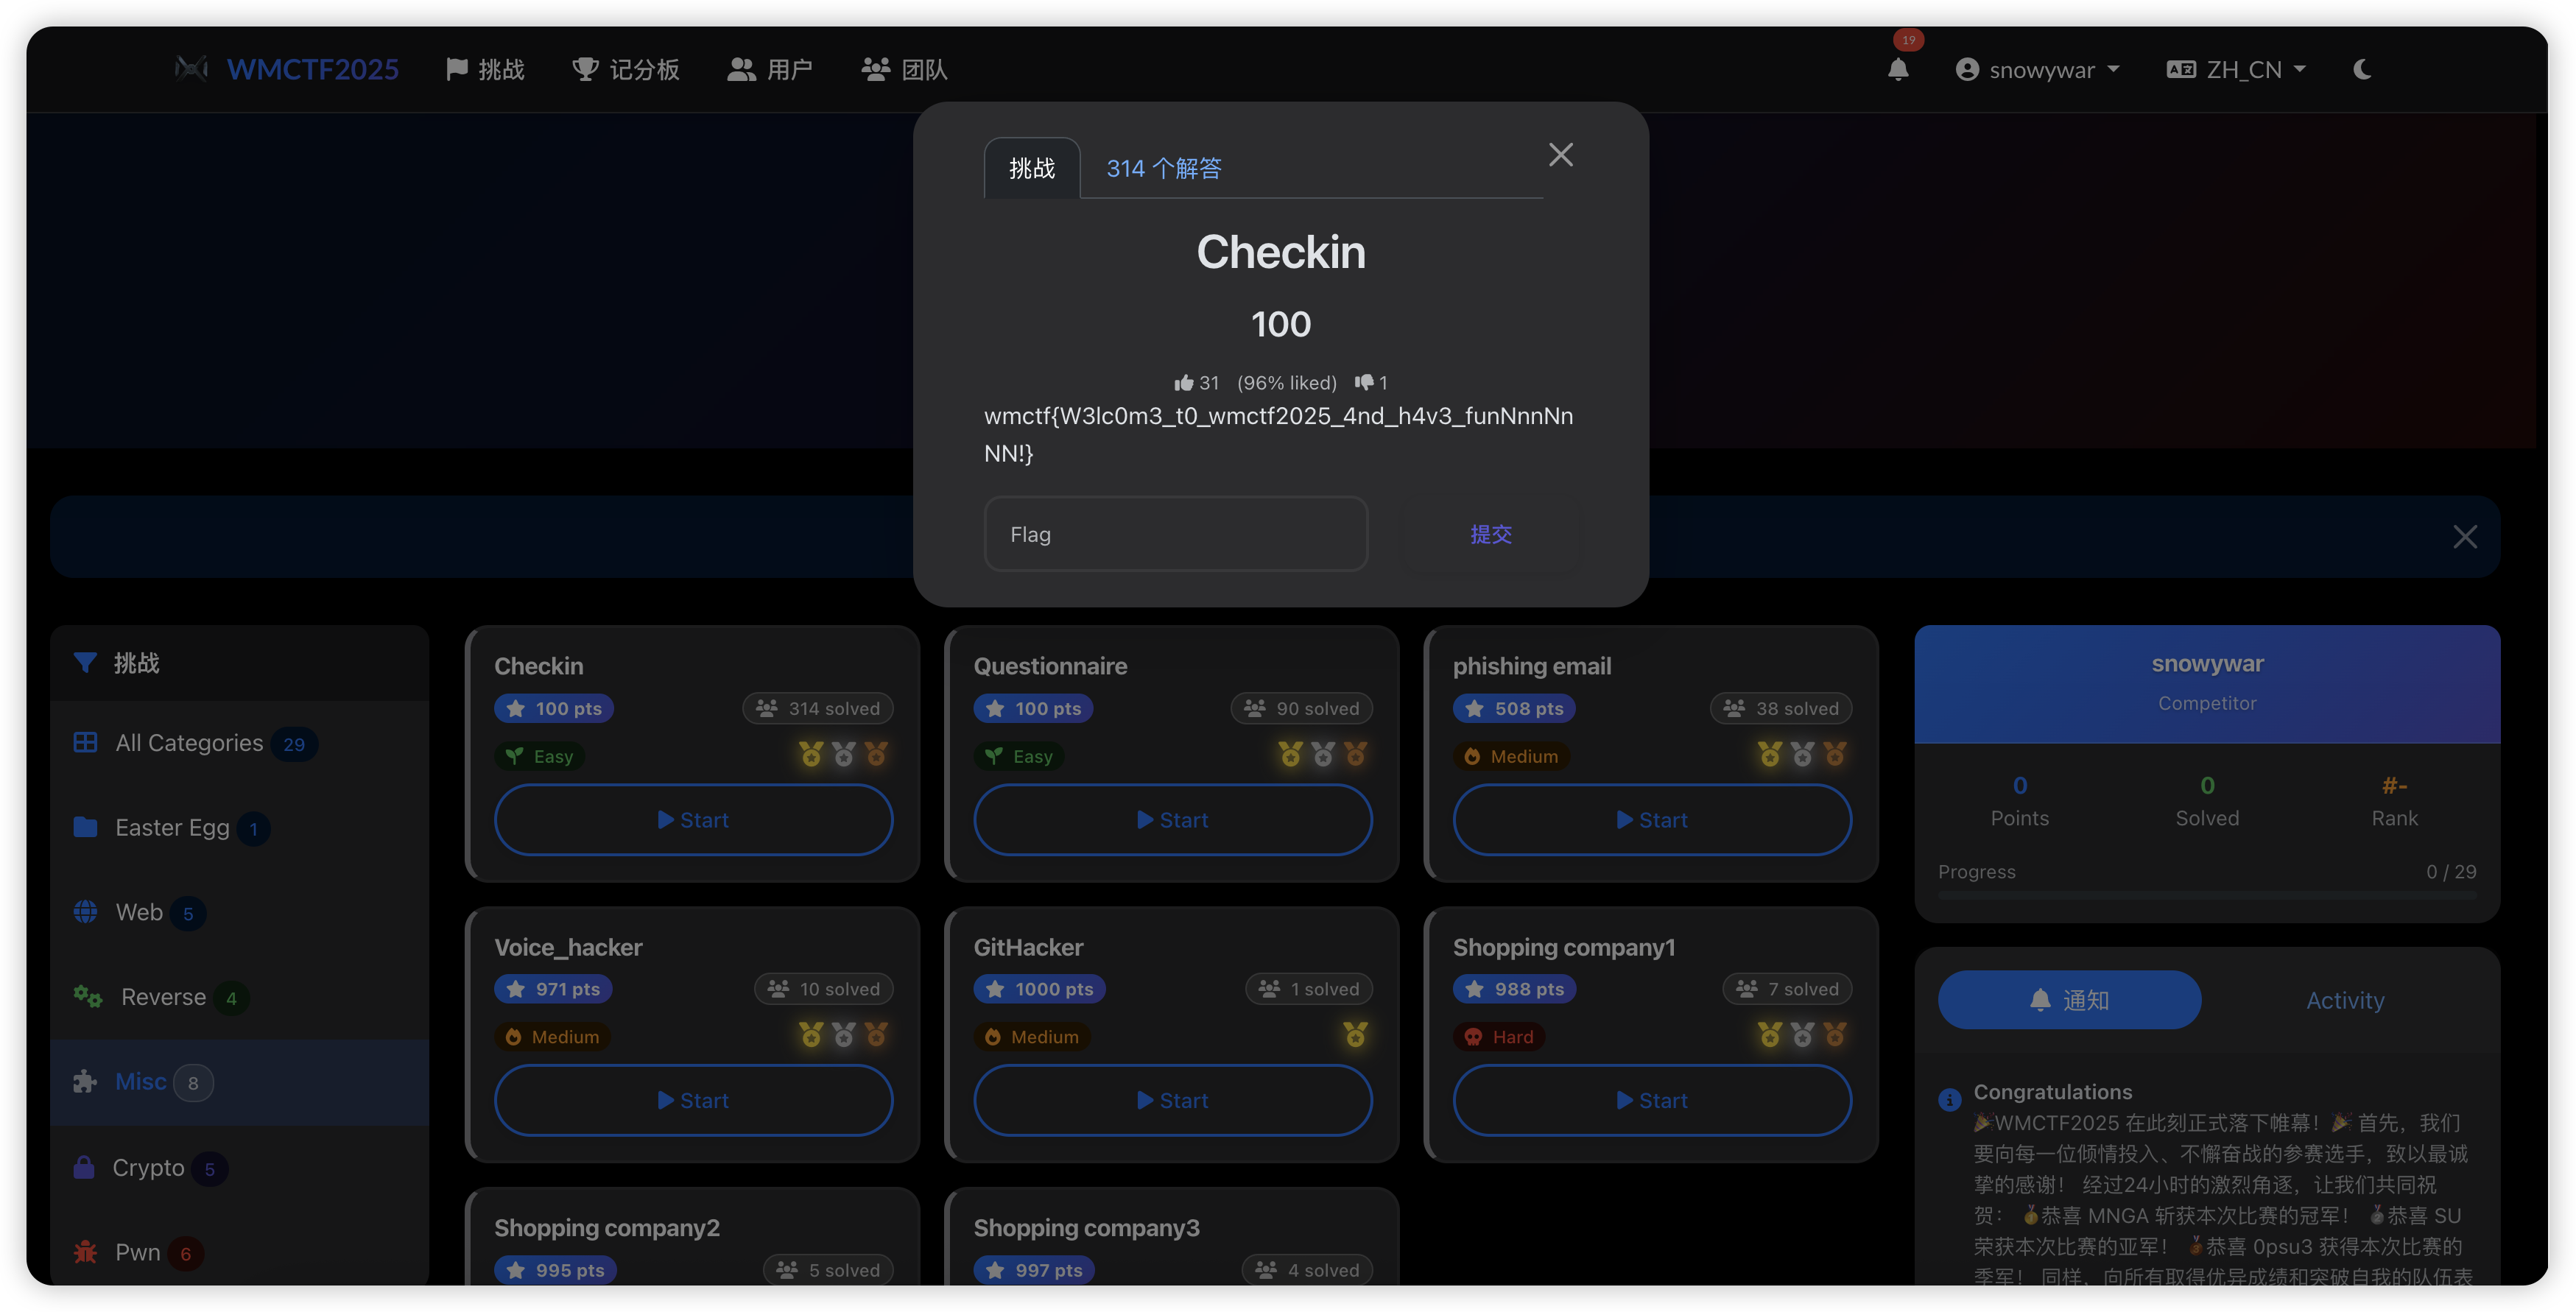 WMCTF2025 挑战 记分板 用户 团队 19 snowywar ZH_CN
挑战 314 个解答
Checkin
100
31 (96% liked) 1
wmctf{W3lc0m3_t0_wmctf2025_4nd_h4v3_funNnnNn
NN!}
Flag 提交
挑战
All Categories 29
Easter Egg 1
Web 5
Reverse 4
Misc 8
Crypto 5
Pwn 6
Checkin
100 pts 314 solved
Easy
Start
Questionnaire
100 pts 90 solved
Easy
Start
phishing email
508 pts 38 solved
Medium
Start
Voice_hacker
971 pts 10 solved
Medium
Start
GitHacker
1000 pts 1 solved
Medium
Start
Shopping company1
988 pts 7 solved
Hard
Start
Shopping company2
995 pts 5 solved
Shopping company3
997 pts 4 solved
snowywar
Competitor
0 0 #-
Points Solved Rank
Progress 0 / 29
通知 Activity
Congratulations
🎉WMCTF2025 在此刻正式落下帷幕！🎉 首先，我们
要向每一位倾情投入、不懈奋战的参赛选手，致以最诚
挚的感谢！ 经过24小时的激烈角逐，让我们共同祝
贺： 🥇恭喜 MNGA 斩获本次比赛的冠军！ 🥈恭喜 SU
荣获本次比赛的亚军！ 🥉恭喜 0psu3 获得本次比赛的
季军！ 同样，向所有取得优异成绩和突破自我的队伍表